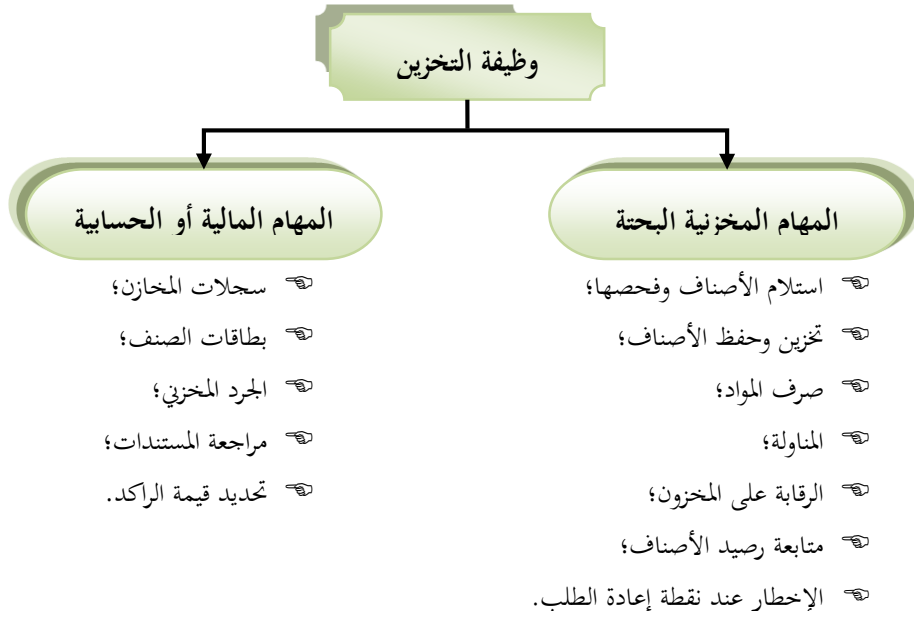 وظيفة التخزين
المهام المخزنية البحتة
استلام الأصناف وفحصها؛
تخزين وحفظ الأصناف؛
صرف المواد؛
المناولة؛
الرقابة على المخزون؛
متابعة رصيد الأصناف؛
الإخطار عند نقطة إعادة الطلب.
المهام المالية أو الحسابية
سجلات المخازن؛
بطاقات الصنف؛
الجرد المخزني؛
مراجعة المستندات؛
تحديد قيمة الراكد.